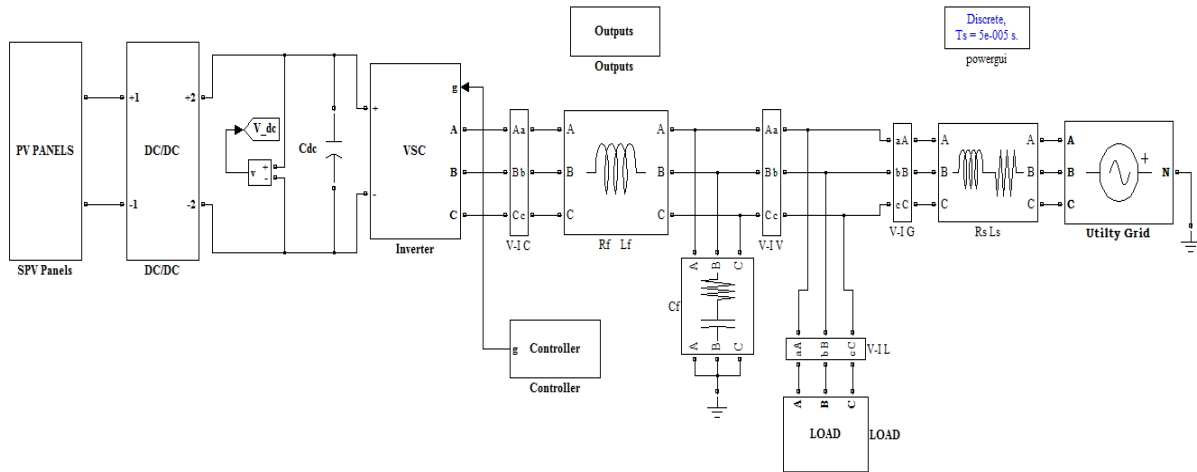 Outputs
Outputs
Discrete,
Ts = 5e-005 s.
powergui
PV PANELS
SPV Panels
+1
-1
+2
-2
DC/DC
DC/DC
V_dc
v
+
-
Cdc
+
-
g
VSC
A
B
C
Inverter
Aa
Bb
Cc
V-I C
A
B
C
A
B
C
Rf Lf
Aa
Bb
Cc
V-I V
aA
bB
cC
V-I G
A
B
C
A
B
C
Rs Ls
A
B
C
+
N
Utilty Grid
A
B
C
Cf
A
B
C
g
Controller
Controller
aA
bB
cC
V-I L
A
B
C
LOAD
LOAD